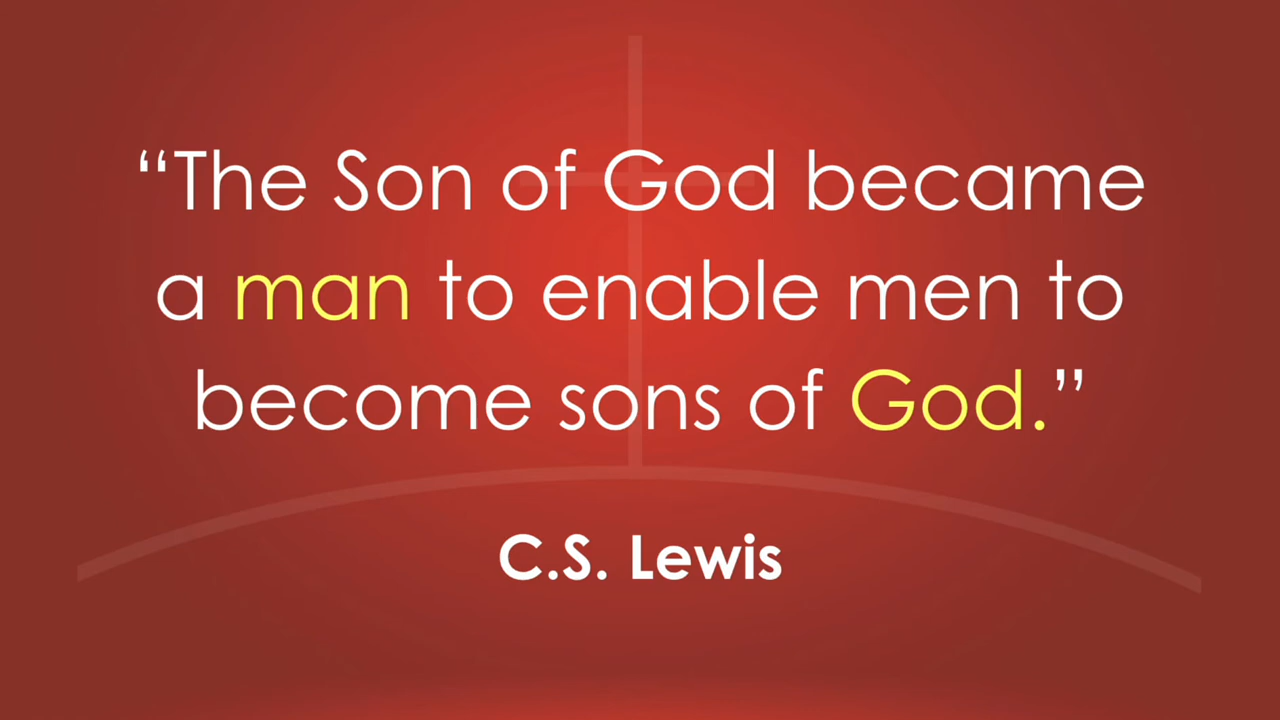 “The Son of God became
a man to enable men to
become sons of God.”
C.S. Lewis